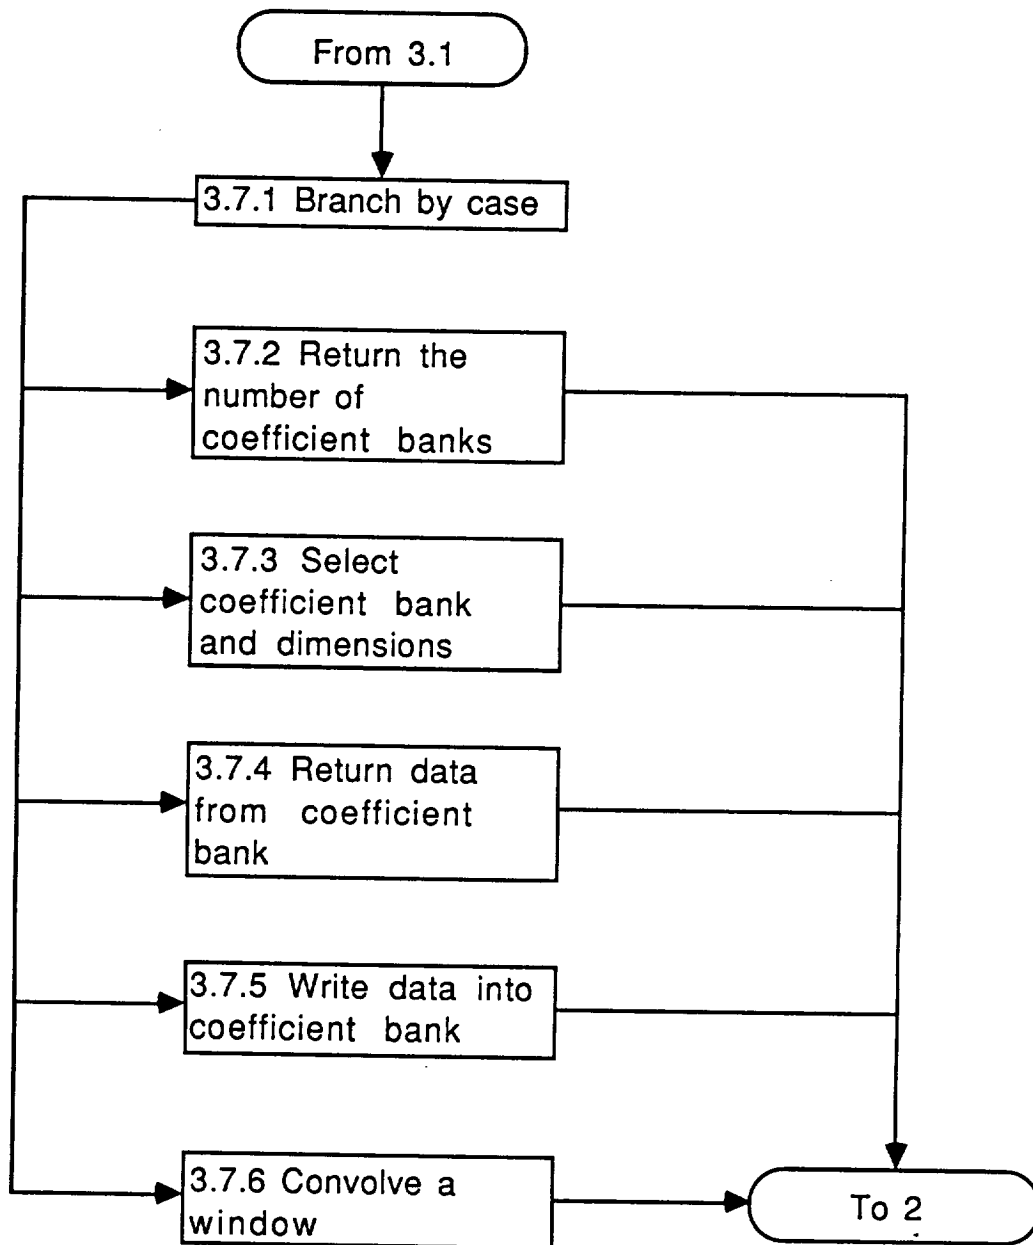 From 3.1
3.7.1 Branch by case
3.7.2 Return the
number of
coefficient banks
3.7.3 Select
coefficient bank
and dimensions
3.7.4 Return data
from coefficient
bank
3.7.5 Write data into
coefficient bank
3.7.6 Convolve a
window
To 2